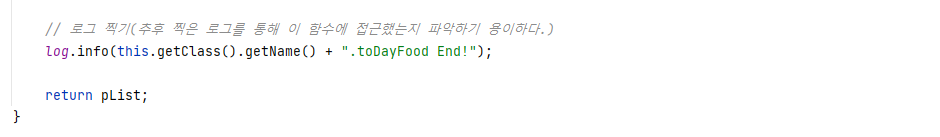 // 로그 찍기(추후 찍은 로그를 통해 이 함수에 접근했는지 파악하기 용이하다.)
log.info(this.getClass().getName() + ".toDayFood End!");
return pList;
}